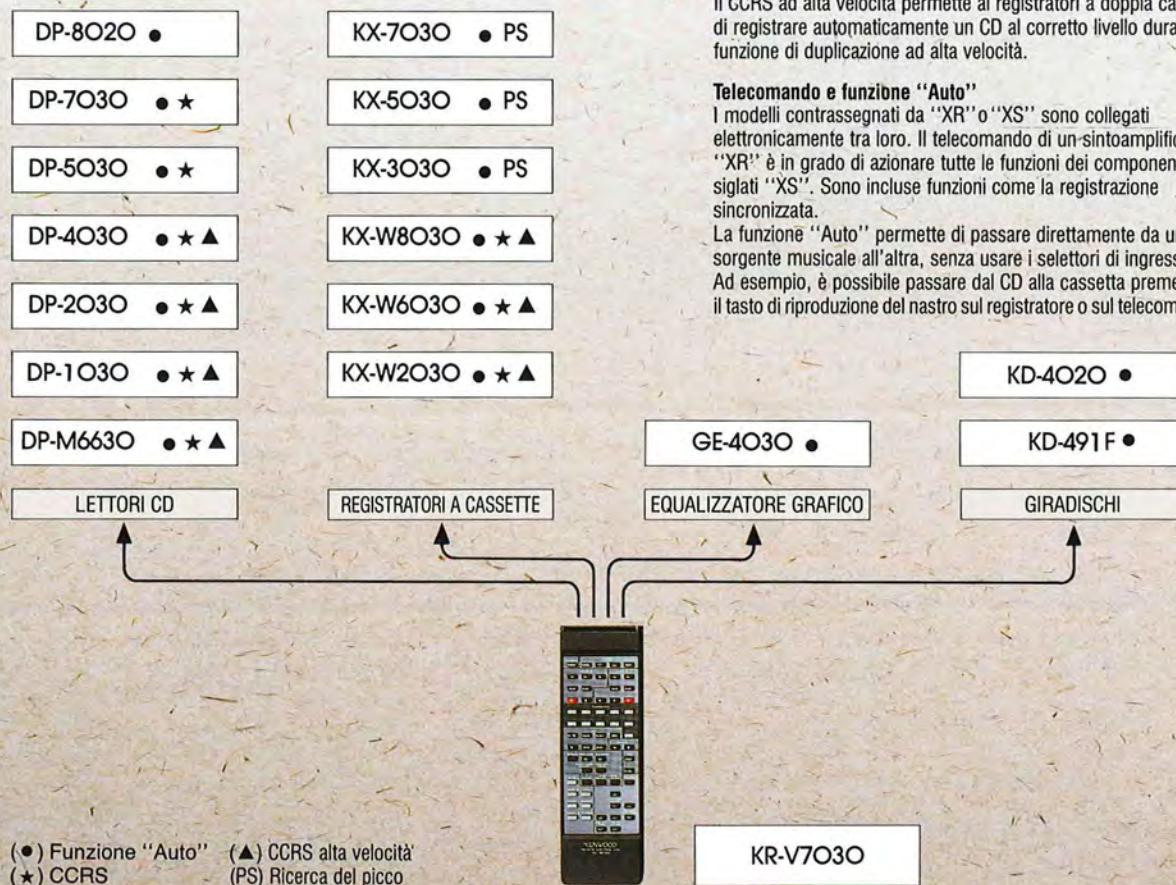 Il CCRS ad alta velocità permette ai registratori a doppia ca
di registrare automaticamente un CD al corretto livello dura
funzione di duplicazione ad alta velocità.
Telecomando e funzione ''Auto''
I modelli contrassegnati da ''XR'' o ''XS'' sono collegati
elettronicamente tra loro. Il telecomando di un sintoamplific
''XR'' è in grado di azionare tutte le funzioni dei componen
siglati ''XS''. Sono incluse funzioni come la registrazione
sincronizzata.
La funzione ''Auto'' permette di passare direttamente da u
sorgente musicale all'altra, senza usare i selettori di ingress
Ad esempio, è possibile passare dal CD alla cassetta preme
il tasto di riproduzione del nastro sul registratore o sul telecom
DP-8020 ●
DP-7030 ● ★
DP-5030 ● ★
DP-4030 ● ★ ▲
DP-2030 ● ★ ▲
DP-1030 ● ★ ▲
DP-M6630 ● ★ ▲
LETTORI CD
KX-7030 ● PS
KX-5030 ● PS
KX-3030 ● PS
KX-W8030 ● ★ ▲
KX-W6030 ● ★ ▲
KX-W2030 ● ★ ▲
REGISTRATORI A CASSETTE
GE-4030 ●
EQUALIZZATORE GRAFICO
KD-4020 ●
KD-491F ●
GIRADISCHI
KENWOOD
KR-V7030
(●) Funzione ''Auto'' (▲) CCRS alta velocità
(★) CCRS (PS) Ricerca del picco